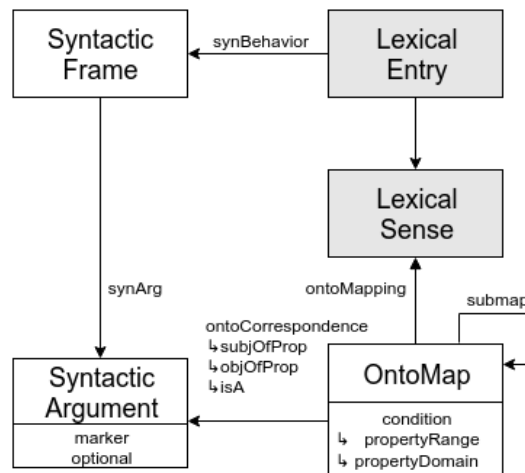 Syntactic
Frame
synBehavior
Lexical
Entry
Lexical
Sense
synArg
ontoMapping
submap
ontoCorrespondence
↳subjOfProp
↳objOfProp
↳isA
Syntactic
Argument
marker
optional
OntoMap
condition
↳ propertyRange
↳ propertyDomain